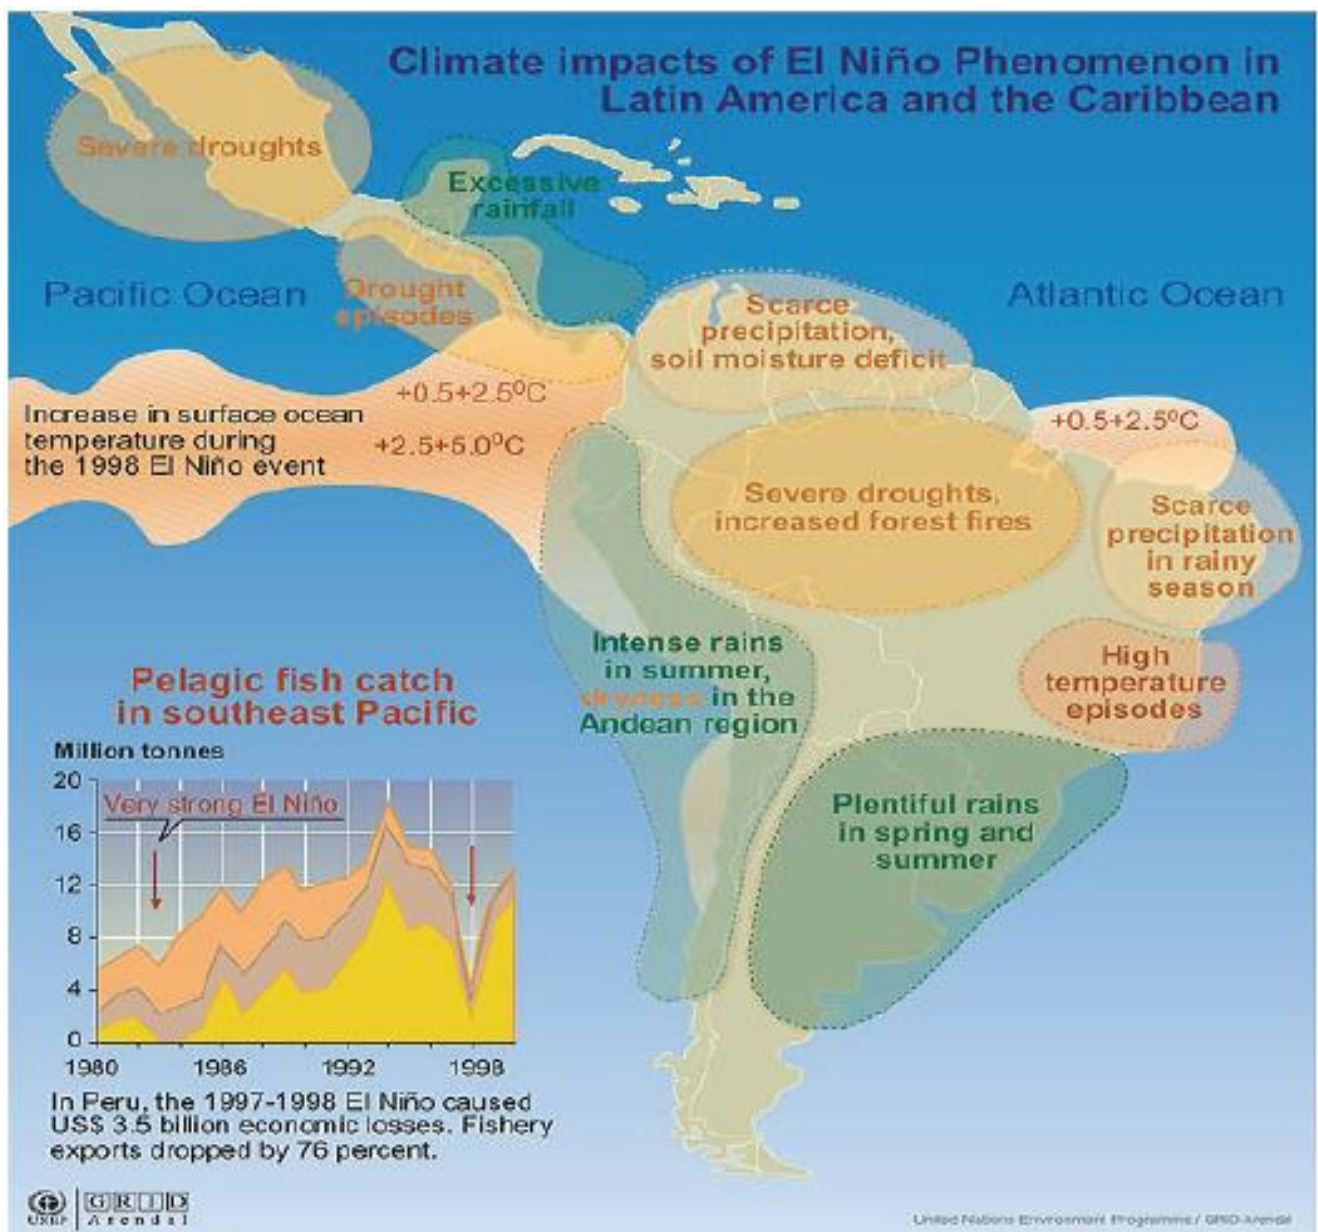 Climate impacts of El Niño Phenomenon in
Latin America and the Caribbean
Severe droughts
Excessive
rainfall
Pacific Ocean
Drought
episodes
Atlantic Ocean
Scarce
precipitation,
soil moisture deficit
+0.5+2.5⁰C
Increase in surface ocean
temperature during
the 1998 El Niño event
+2.5+5.0⁰C
+0.5+2.5⁰C
Severe droughts,
increased forest fires
Scarce
precipitation
in rainy
season
Intense rains
in summer,
dryness in the
Andean region
High
temperature
episodes
Plentiful rains
in spring and
summer
Pelagic fish catch
in southeast Pacific
Million tonnes
20
Very strong El Niño
16
12
8
4
0
1980 1986 1992 1998
In Peru, the 1997-1998 El Niño caused
US$ 3.5 billion economic losses. Fishery
exports dropped by 76 percent.
UNEP
GRID
Arendal
United Nations Environment Programme / GRID-Arendal